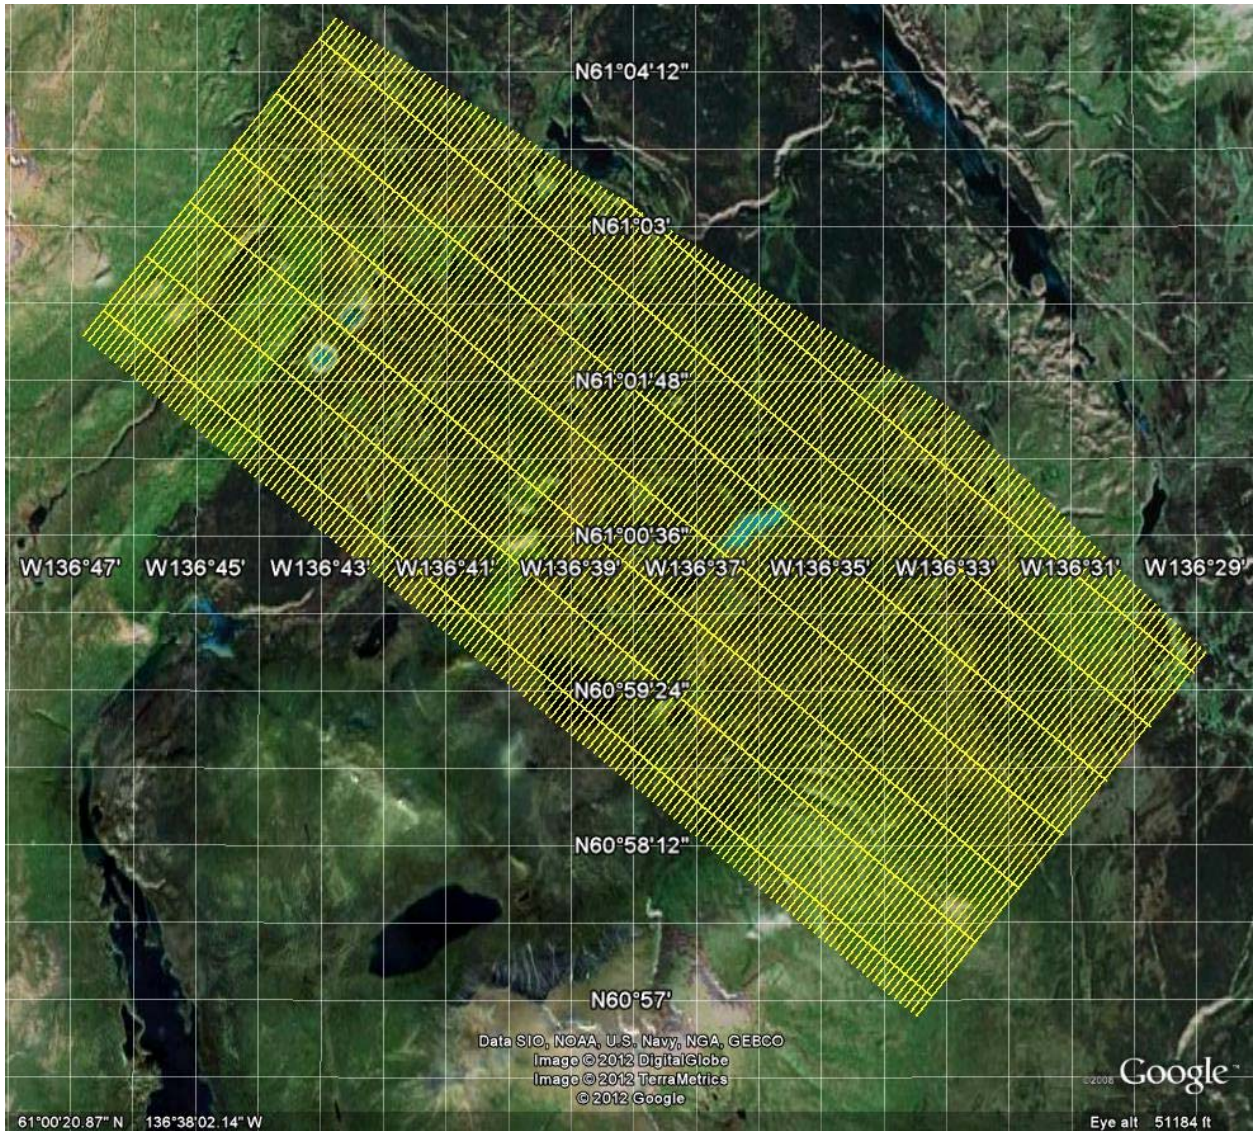 N61°04'12"
N61°03'
N61°01'48"
N61°00'36"
W136°47' W136°45' W136°43' W136°41' W136°39' W136°37' W136°35' W136°33' W136°31' W136°29'
N60°59'24"
N60°58'12"
N60°57'
Data SIO, NOAA, U.S. Navy, NGA, GEBCO
Image © 2012 DigitalGlobe
Image © 2012 TerraMetrics
© 2012 Google
©2008 Google™
61°00'20.87" N 136°38'02.14" W
Eye alt 51184 ft